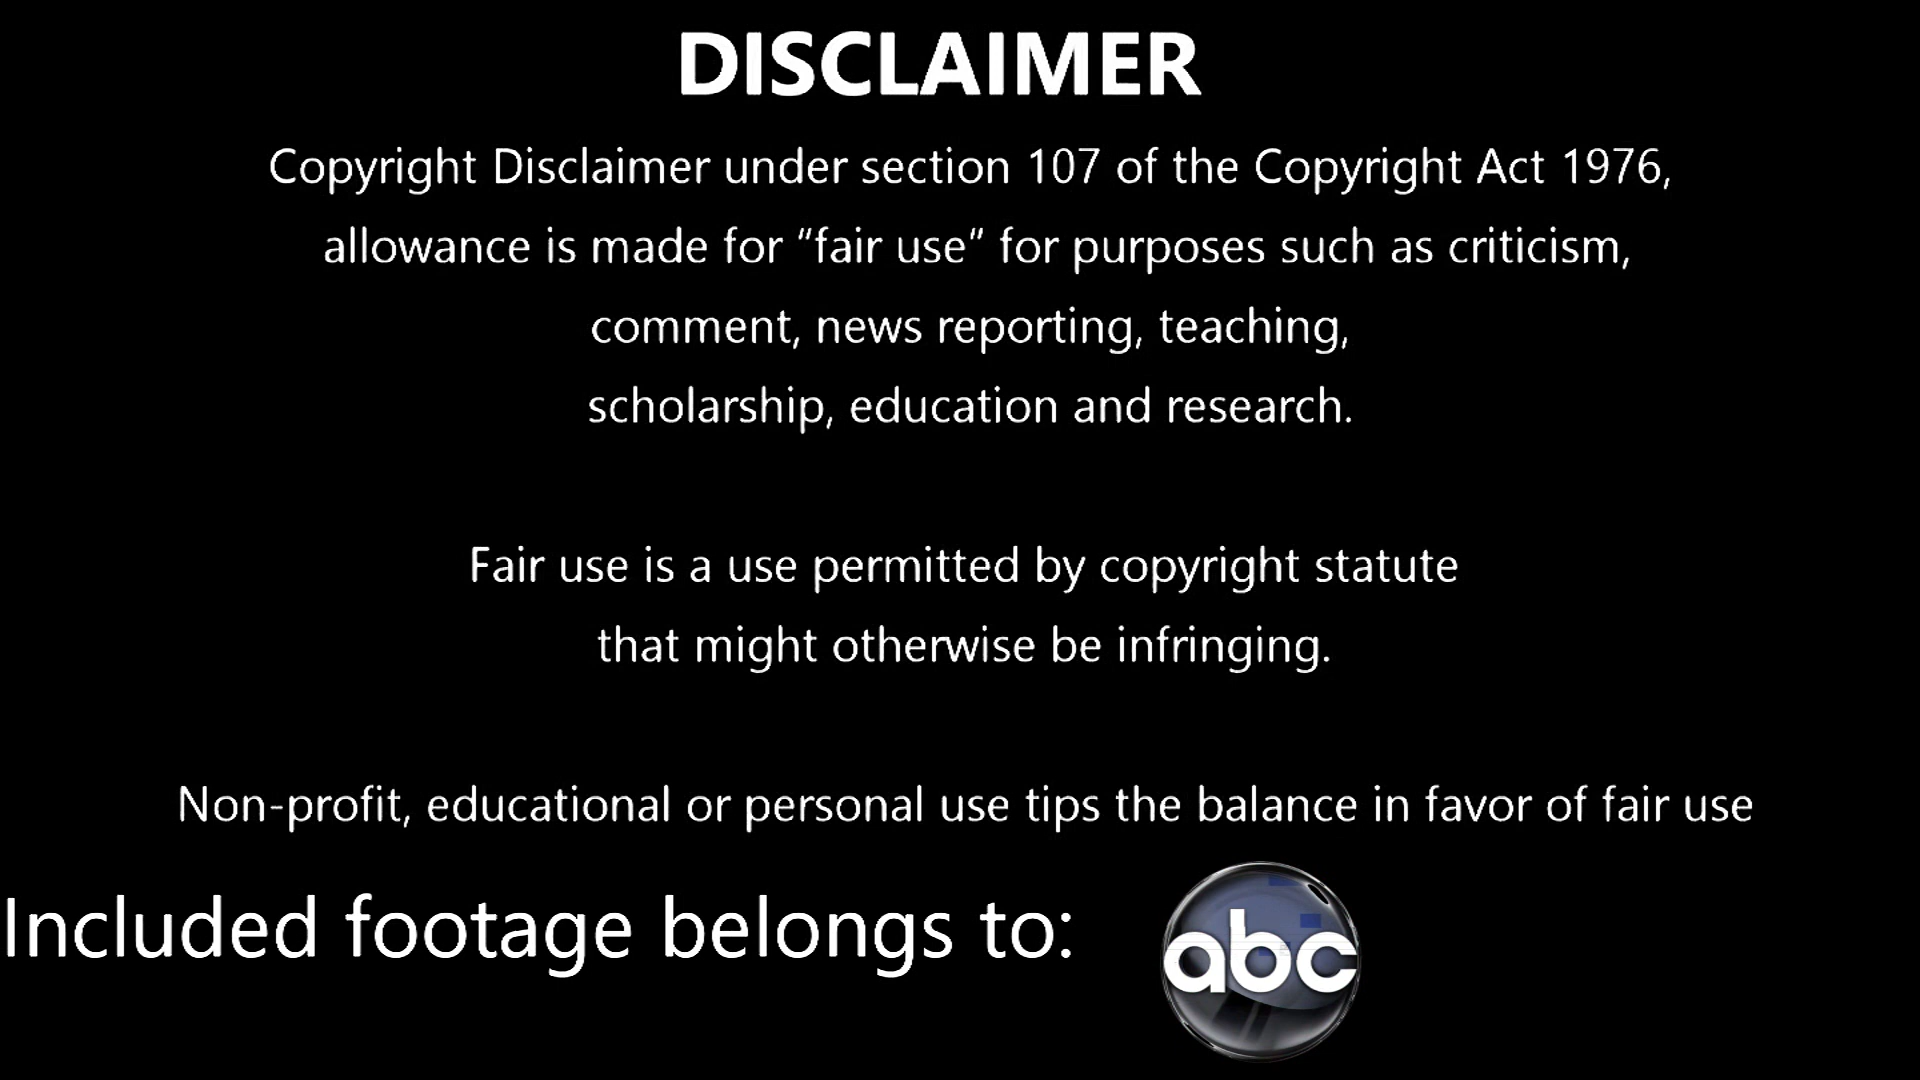 DISCLAIMER
Copyright Disclaimer under section 107 of the Copyright Act 1976,
allowance is made for “fair use” for purposes such as criticism,
comment, news reporting, teaching,
scholarship, education and research.
Fair use is a use permitted by copyright statute
that might otherwise be infringing.
Non-profit, educational or personal use tips the balance in favor of fair use
Included footage belongs to: abc